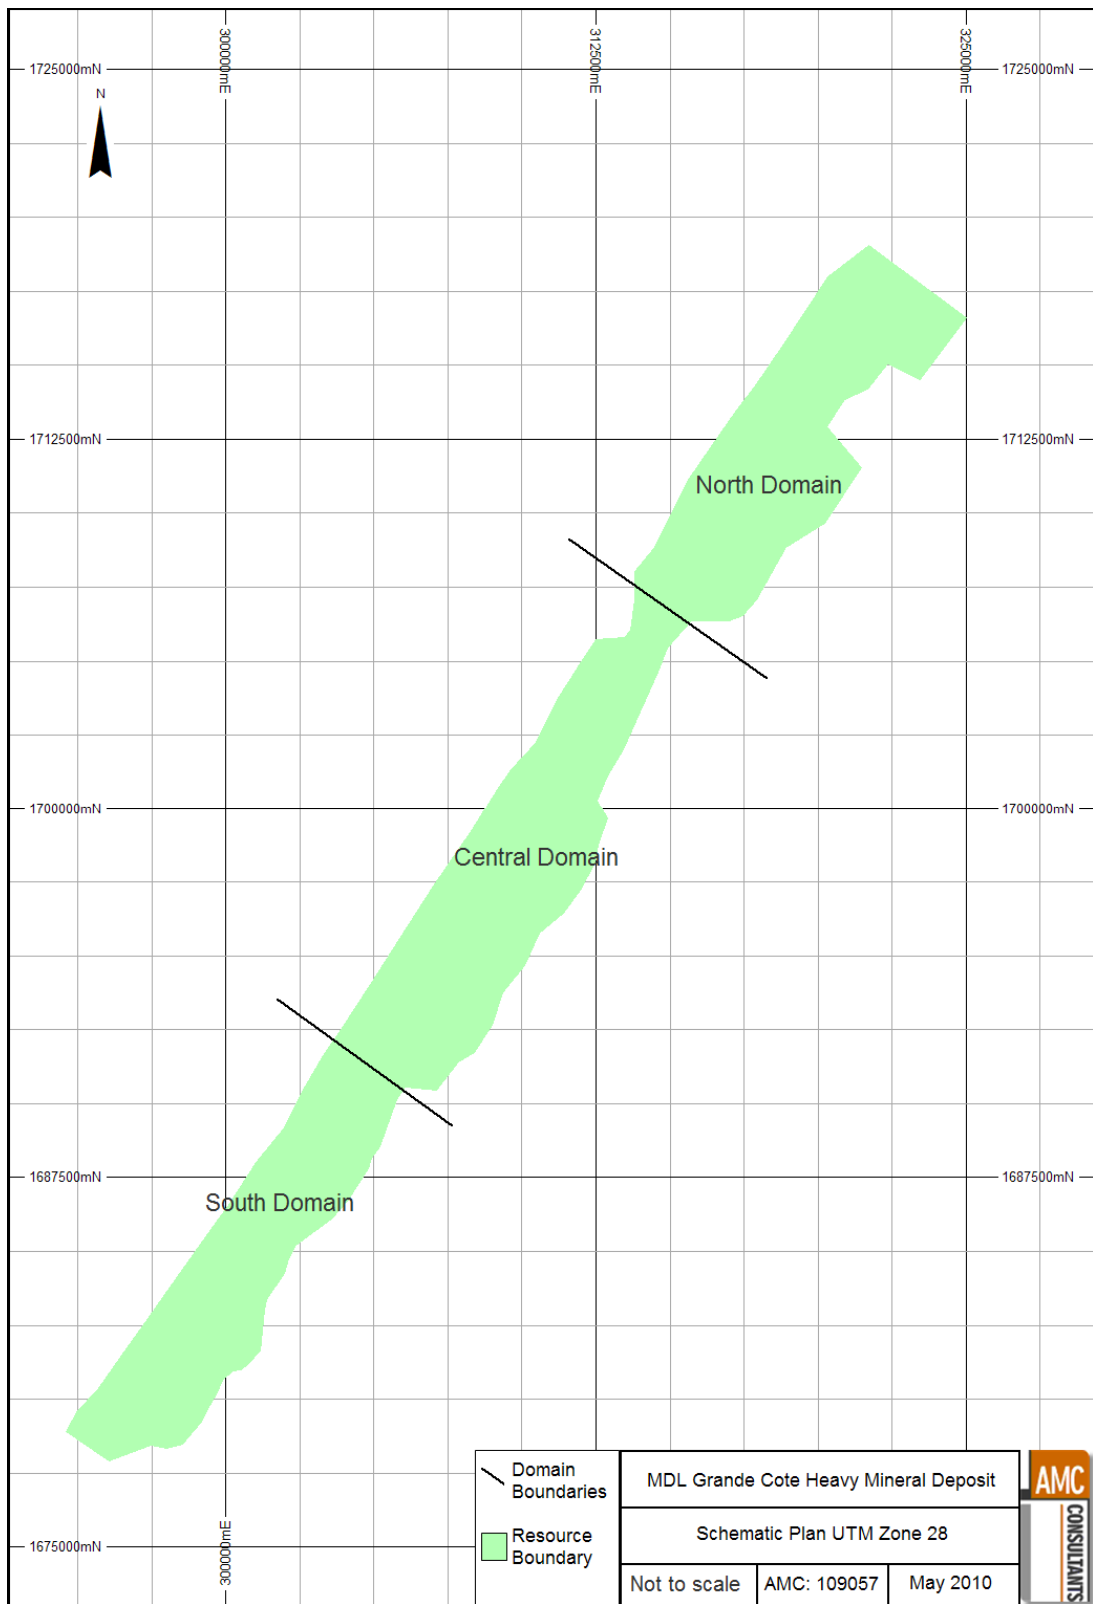 300000mE
312500mE
325000mE
1725000mN
1725000mN
N
1712500mN
1712500mN
North Domain
1700000mN
1700000mN
Central Domain
1687500mN
1687500mN
South Domain
1675000mN
300000mE
Domain
Boundaries
Resource
Boundary
MDL Grande Cote Heavy Mineral Deposit
Schematic Plan UTM Zone 28
Not to scale
AMC: 109057
May 2010
AMC
CONSULTANTS